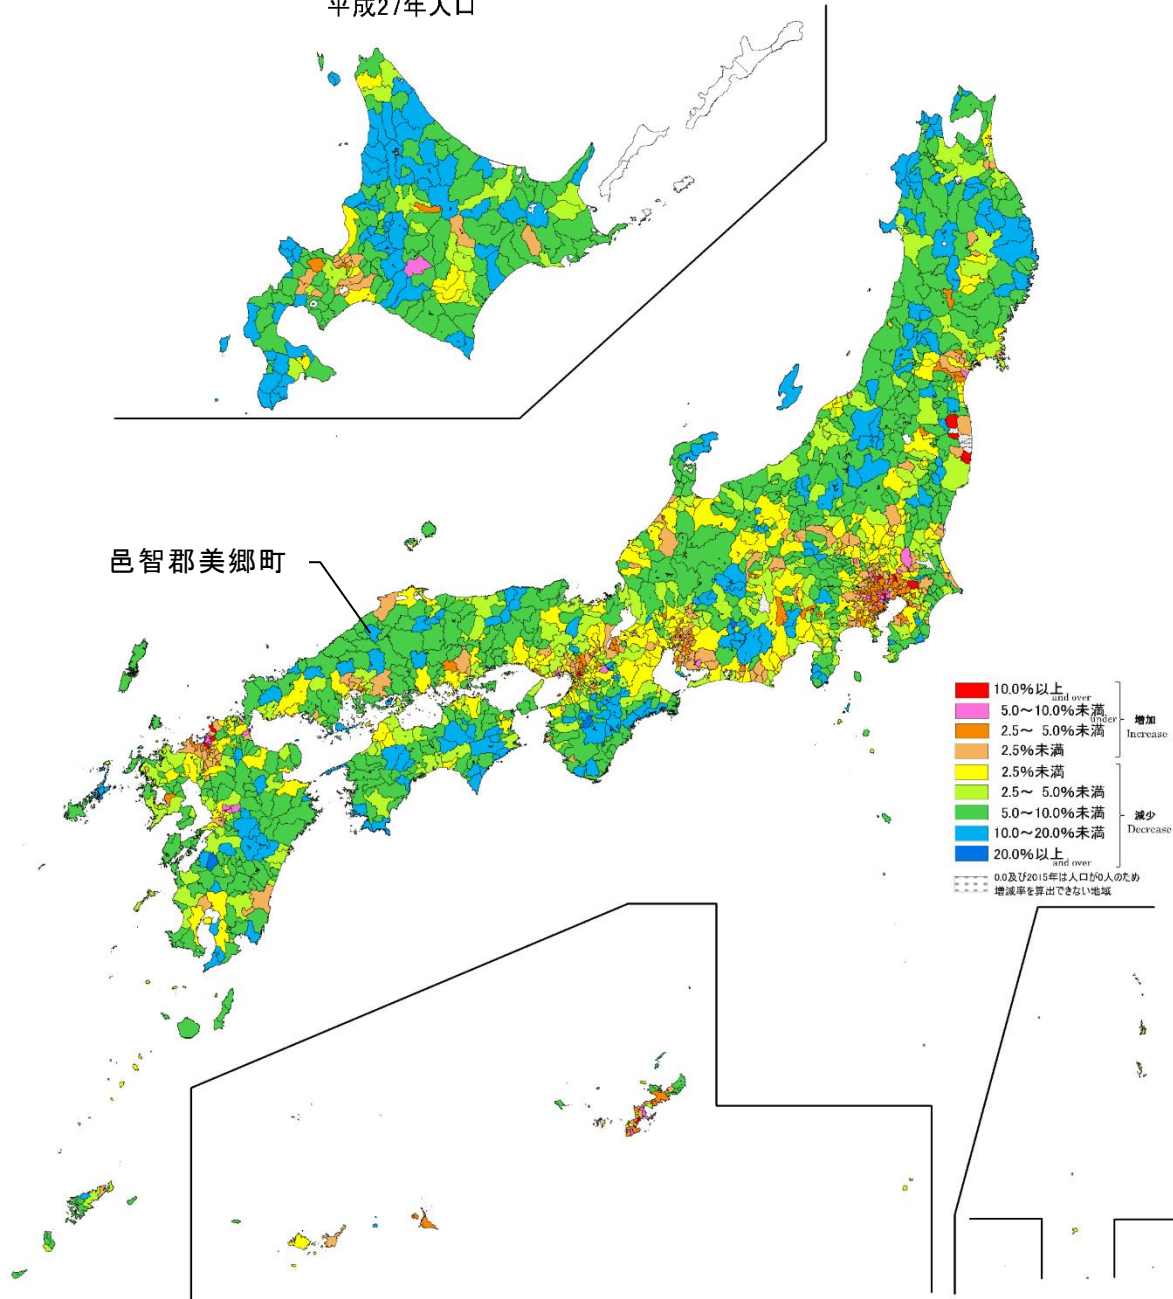 平成27年人口
邑智郡美郷町
10.0%以上 and over
5.0～10.0%未満 under
2.5～ 5.0%未満
2.5%未満
増加
Increase
2.5%未満
2.5～ 5.0%未満
5.0～10.0%未満
10.0～20.0%未満
20.0%以上 and over
減少
Decrease
0.0及び2015年は人口が0人のため
増減率を算出できない地域